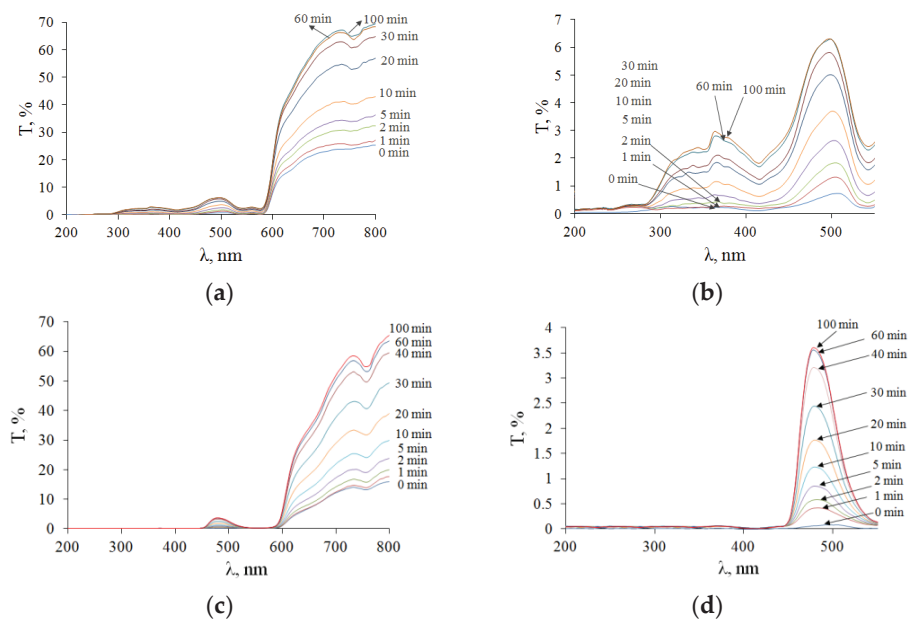 70
60
50
40
30
20
10
0
T, %
60 min
100 min
30 min
20 min
10 min
5 min
2 min
1 min
0 min
200 300 400 500 600 700 800
λ, nm
(a)
7
6
5
4
3
2
1
0
T, %
30 min
20 min
10 min
5 min
2 min
1 min
0 min
60 min
100 min
200 300 400 500
λ, nm
(b)
70
60
50
40
30
20
10
0
T, %
100 min
60 min
40 min
30 min
20 min
10 min
5 min
2 min
1 min
0 min
200 300 400 500 600 700 800
λ, nm
(c)
4
3.5
3
2.5
2
1.5
1
0.5
0
T, %
100 min
60 min
40 min
30 min
20 min
10 min
5 min
2 min
1 min
0 min
200 300 400 500
λ, nm
(d)